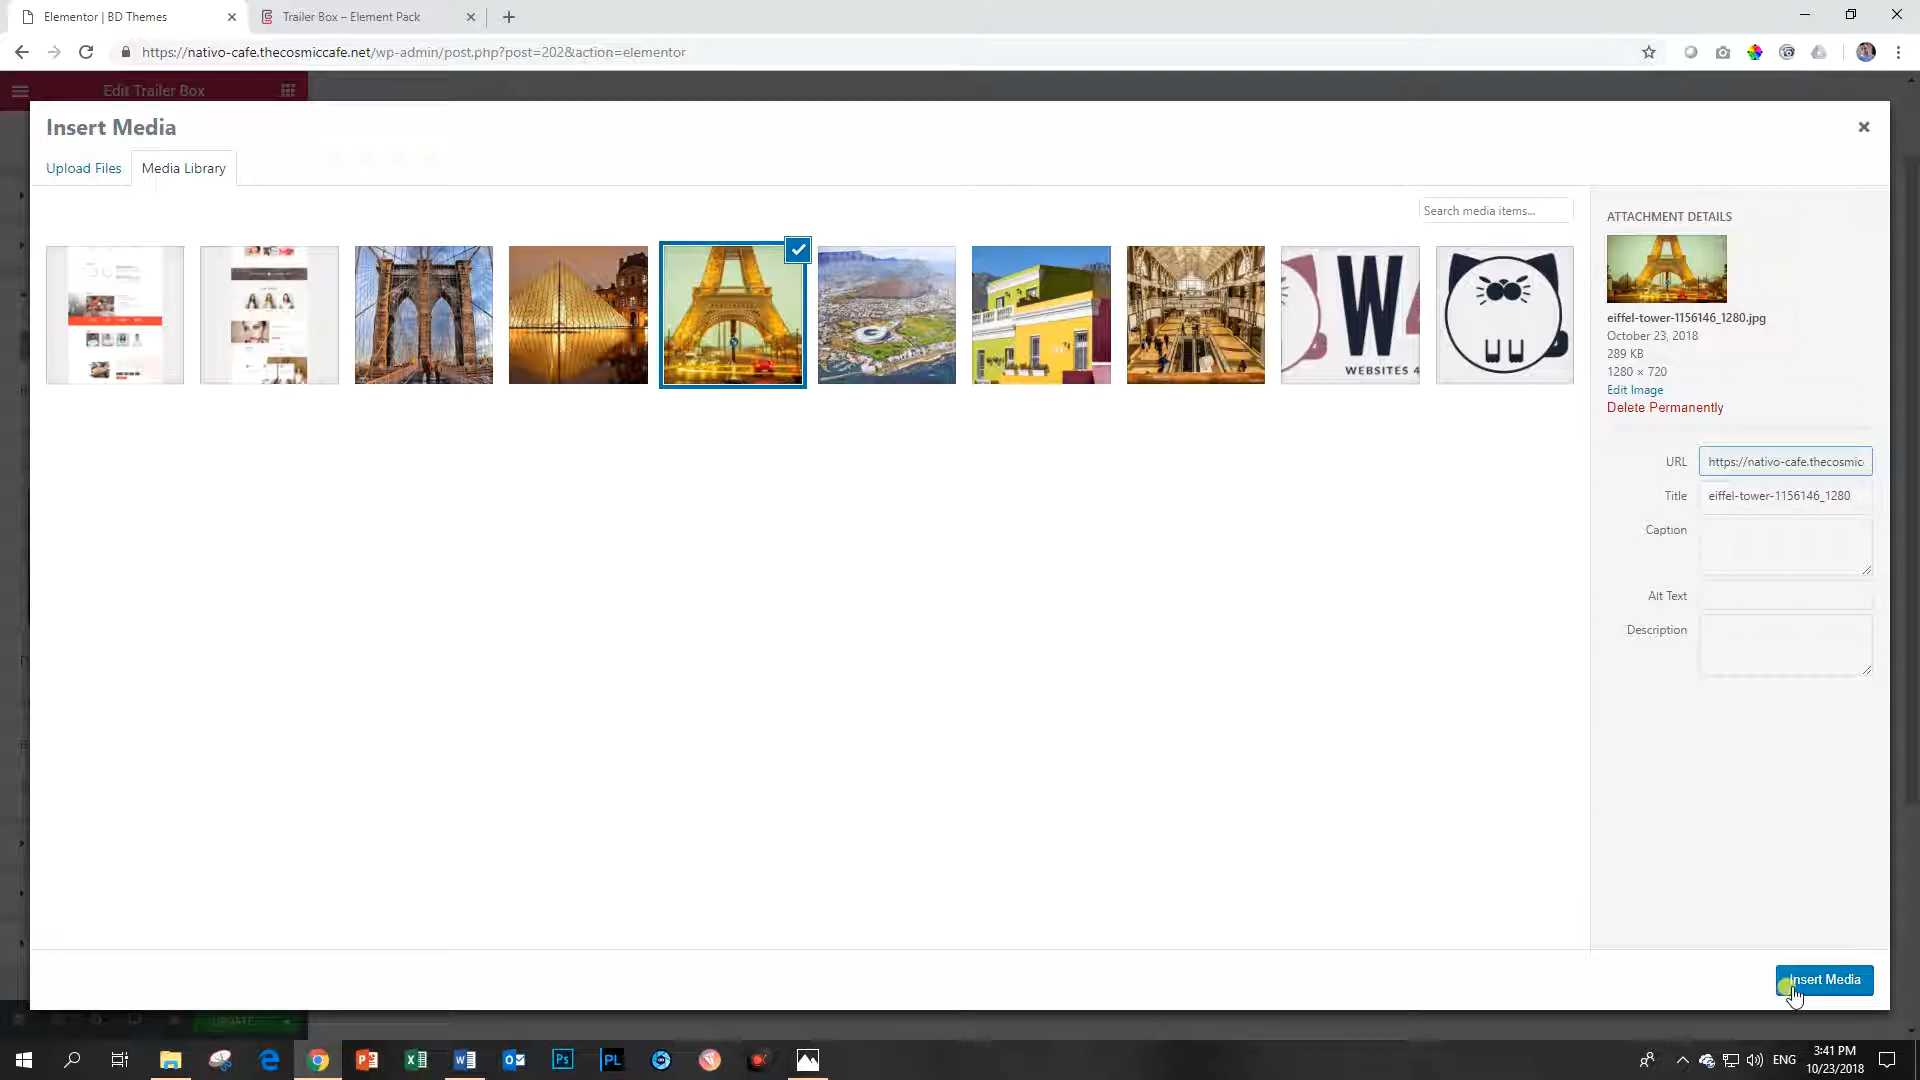 Elementor | BD Themes
Trailer Box – Element Pack
https://nativo-cafe.thecosmiccafe.net/wp-admin/post.php?post=202&action=elementor
Edit Trailer Box
Insert Media
Upload Files
Media Library
Search media items...
WEBSITES 4
ATTACHMENT DETAILS
eiffel-tower-1156146_1280.jpg
October 23, 2018
289 KB
1280 × 720
Edit Image
Delete Permanently
URL
https://nativo-cafe.thecosmic
Title
eiffel-tower-1156146_1280
Caption
Alt Text
Description
Insert Media
UPDATE
Ps
PL
ENG
3:41 PM
10/23/2018